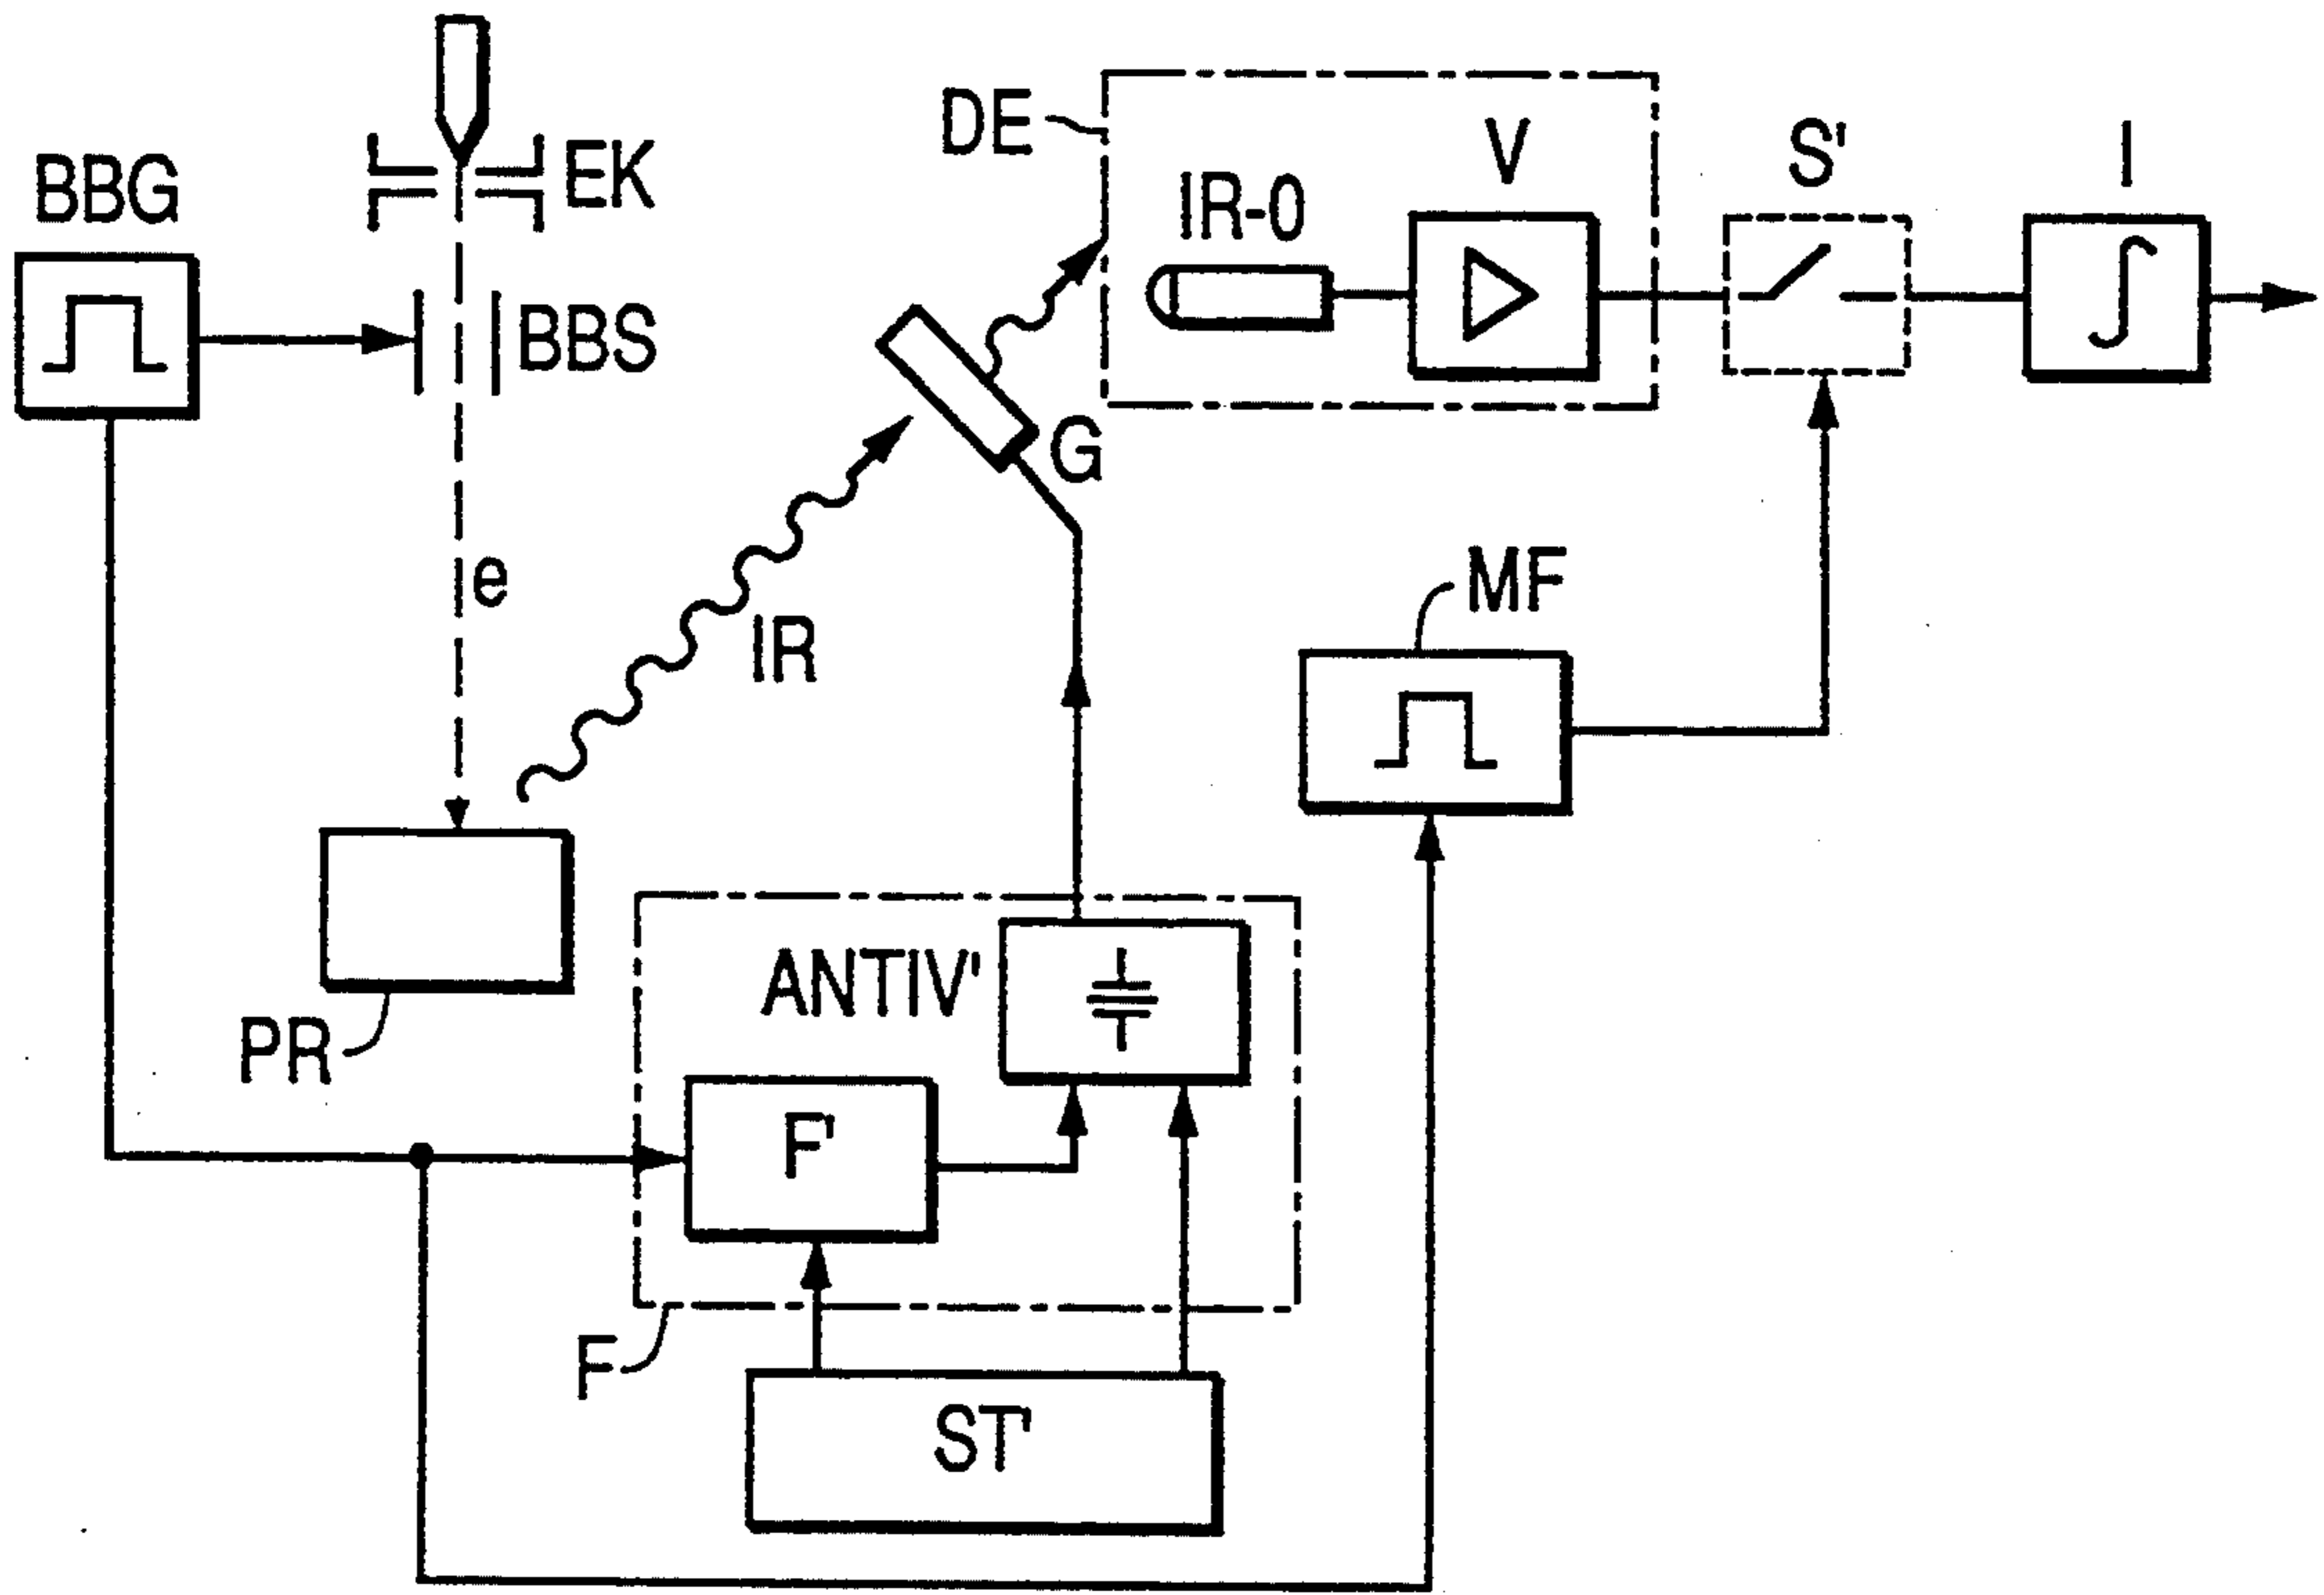 BBG
EK
BBS
DE
IR-0
V
S'
I
G
e
IR
MF
PR
ANTIV'
F'
F
ST'